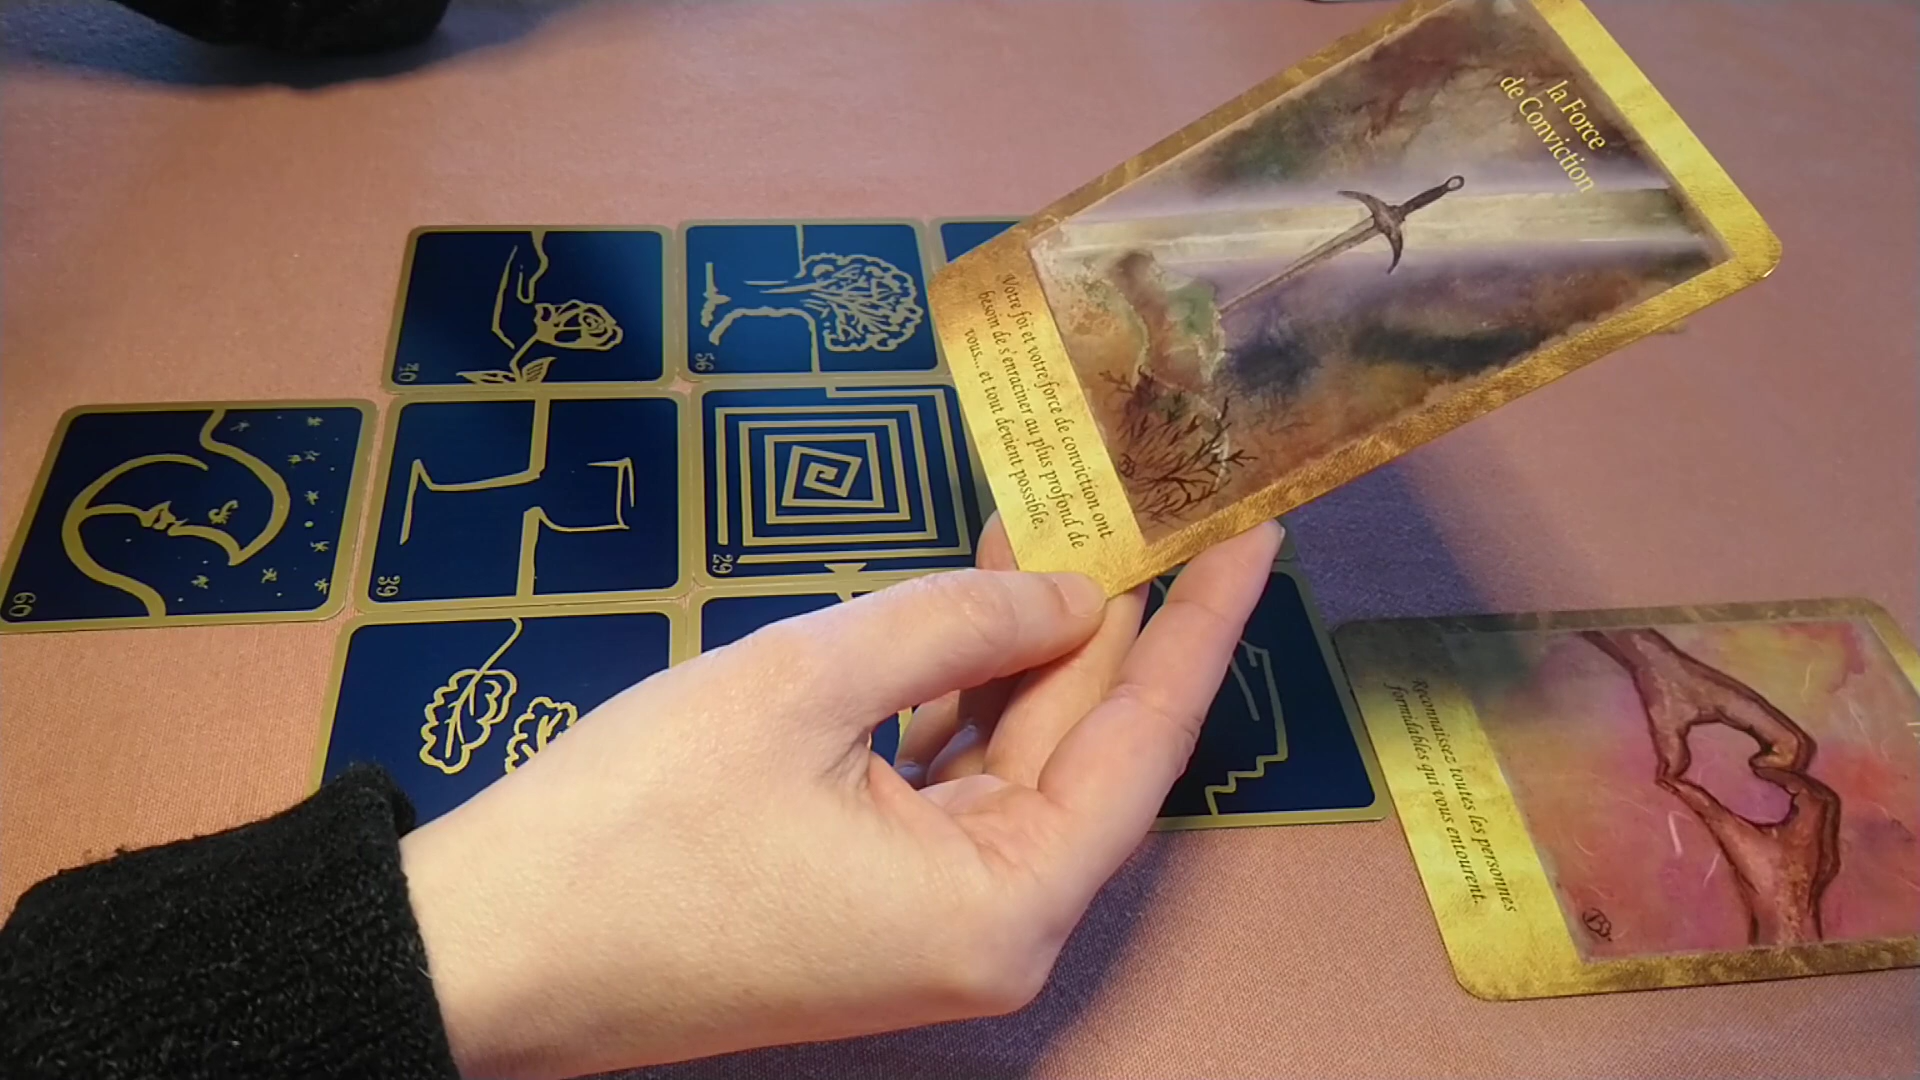 la Force
de Conviction
Votre foi et votre force de conviction ont
besoin de s'enraciner au plus profond de
vous... et tout devient possible.
40
56
60
39
29
Reconnaissez toutes les personnes
formidables qui vous entourent.